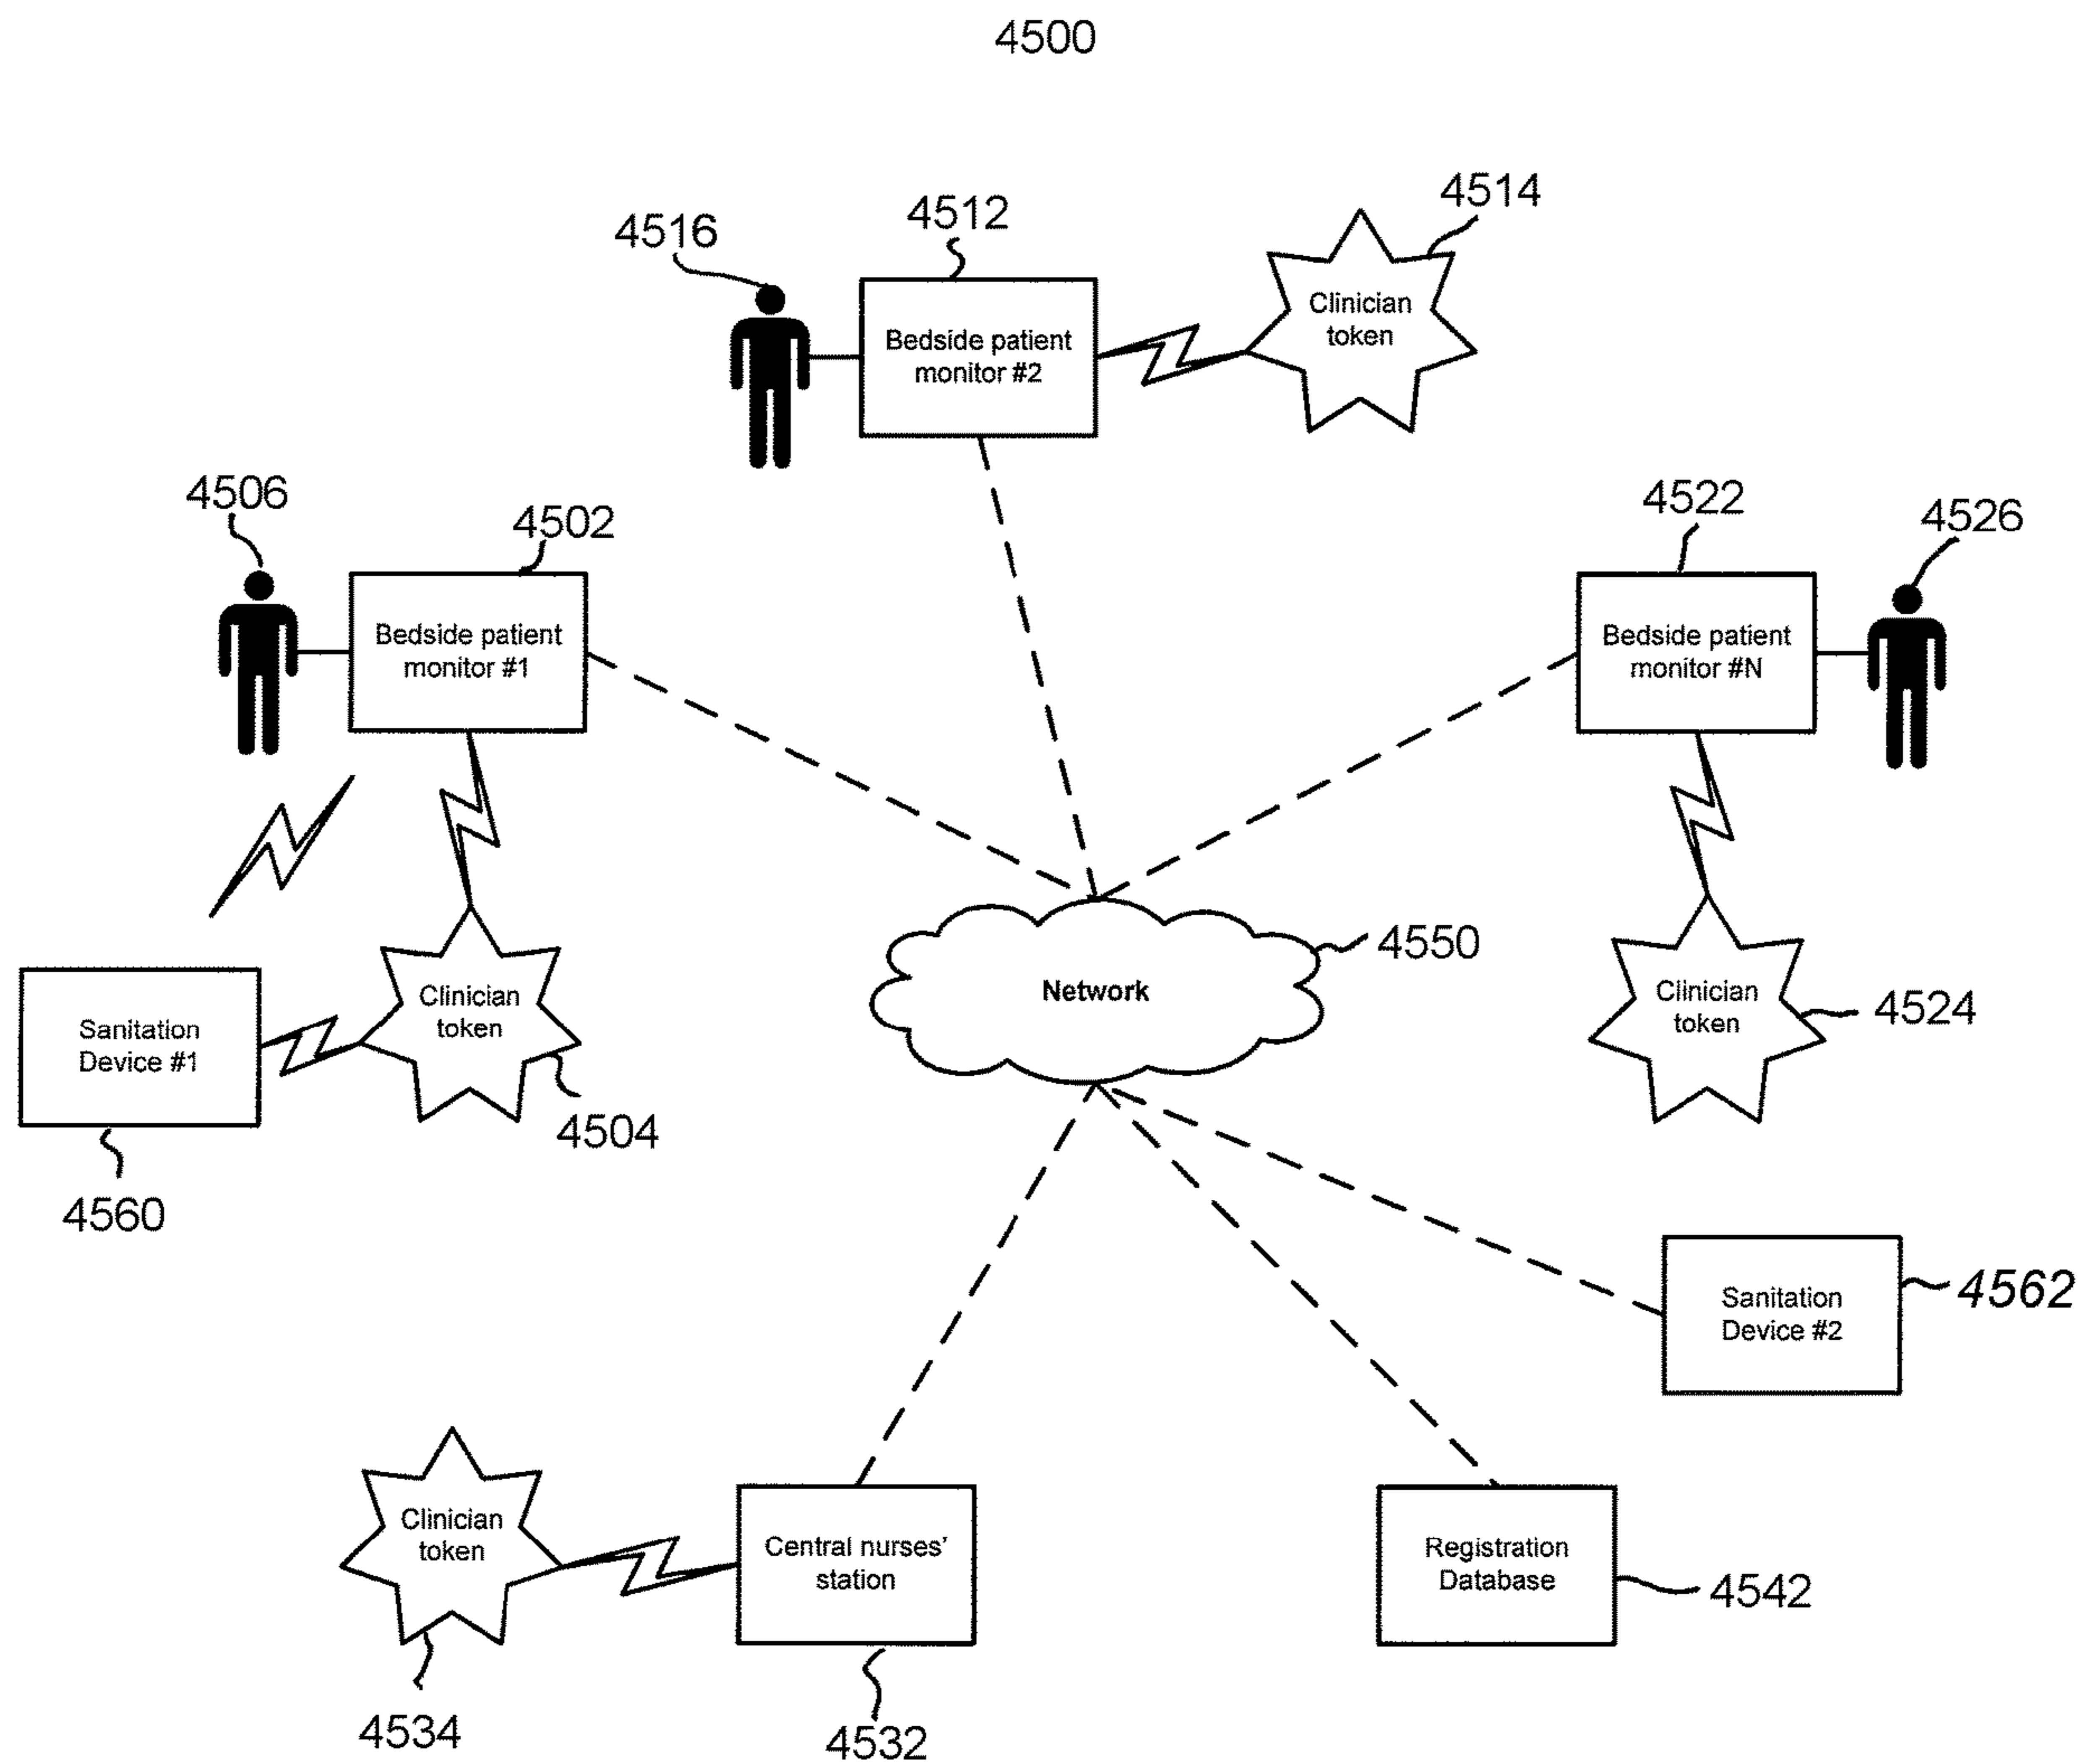 4500
4514
4512
4516
Clinician
token
Bedside patient
monitor #2
4506
4502
4522
4526
Bedside patient
monitor #1
Bedside patient
monitor #N
4550
Network
Clinician
token
Clinician
token
4524
Sanitation
Device #1
4504
4560
4562
Sanitation
Device #2
Clinician
token
Central nurses'
station
Registration
Database
4542
4534
4532